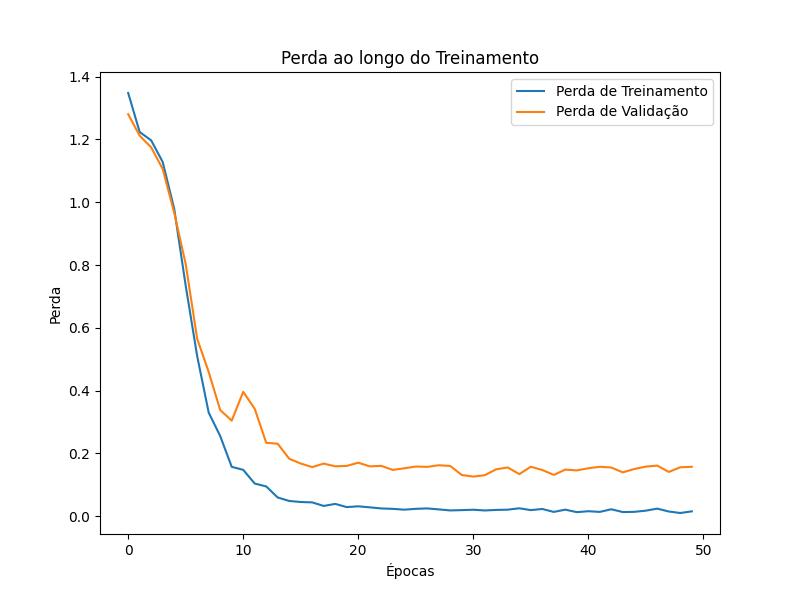 Perda ao longo do Treinamento
Perda de Treinamento
Perda de Validação
1.4
1.2
1.0
0.8
0.6
0.4
0.2
0.0
Perda
0 10 20 30 40 50
Épocas